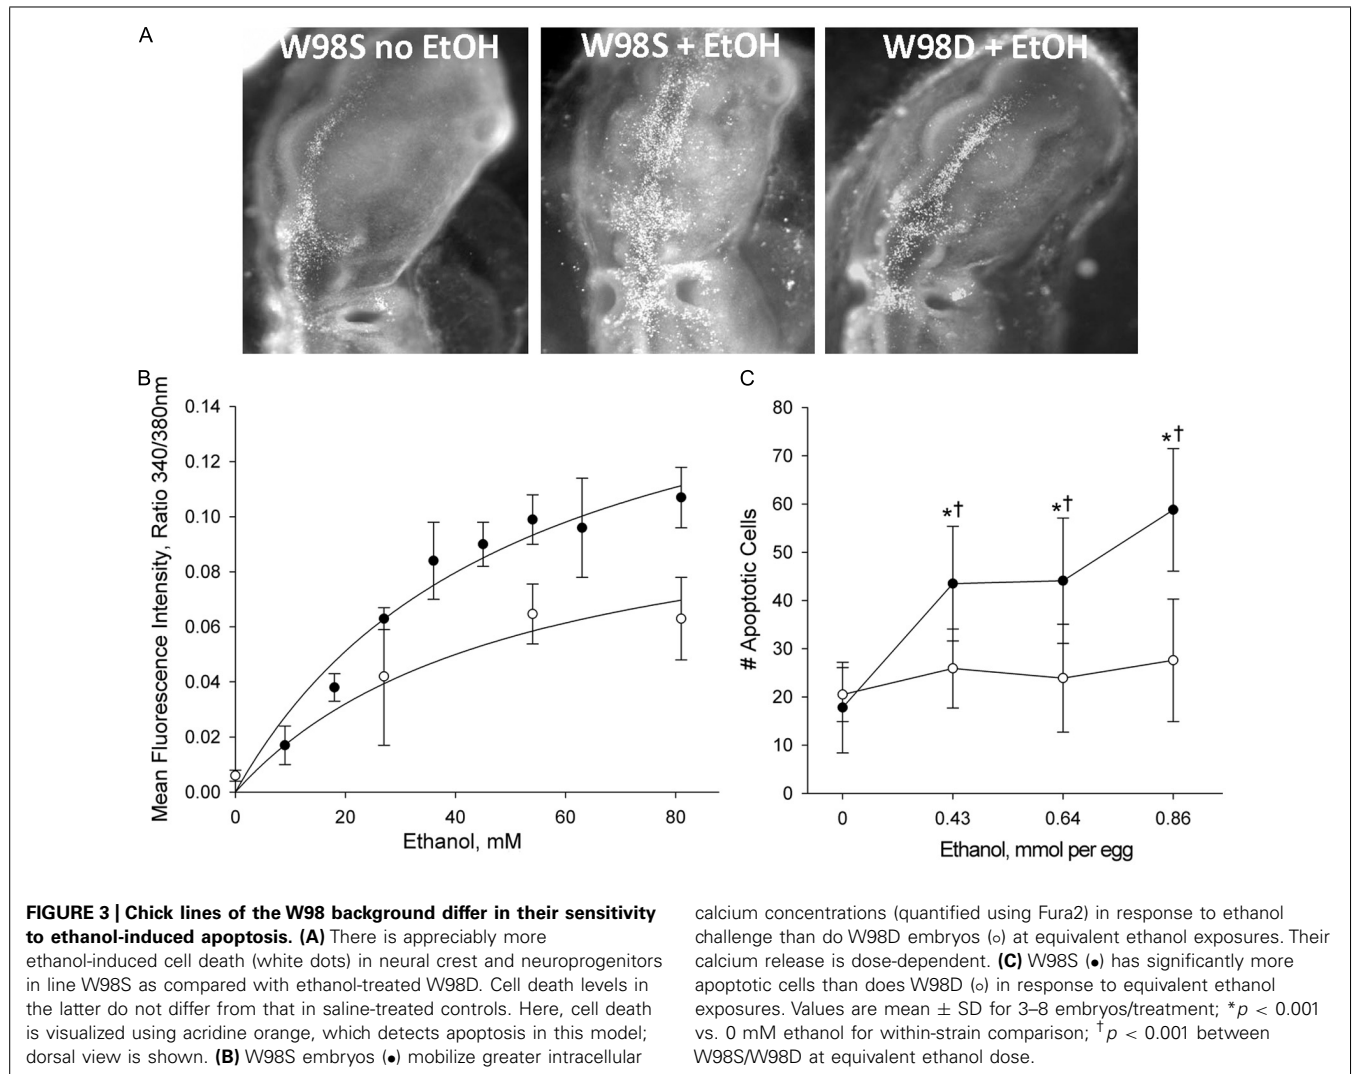 A
W98S no EtOH
W98S + EtOH
W98D + EtOH
B
Mean Fluorescence Intensity, Ratio 340/380nm
0.14
0.12
0.10
0.08
0.06
0.04
0.02
0.00
0 20 40 60 80
Ethanol, mM
C
# Apoptotic Cells
80
70
60
50
40
30
20
10
0
*†
*†
*†
0 0.43 0.64 0.86
Ethanol, mmol per egg
FIGURE 3 | Chick lines of the W98 background differ in their sensitivity
to ethanol-induced apoptosis. (A) There is appreciably more
ethanol-induced cell death (white dots) in neural crest and neuroprogenitors
in line W98S as compared with ethanol-treated W98D. Cell death levels in
the latter do not differ from that in saline-treated controls. Here, cell death
is visualized using acridine orange, which detects apoptosis in this model;
dorsal view is shown. (B) W98S embryos (●) mobilize greater intracellular
calcium concentrations (quantified using Fura2) in response to ethanol
challenge than do W98D embryos (○) at equivalent ethanol exposures. Their
calcium release is dose-dependent. (C) W98S (●) has significantly more
apoptotic cells than does W98D (○) in response to equivalent ethanol
exposures. Values are mean ± SD for 3–8 embryos/treatment; *p < 0.001
vs. 0 mM ethanol for within-strain comparison; †p < 0.001 between
W98S/W98D at equivalent ethanol dose.